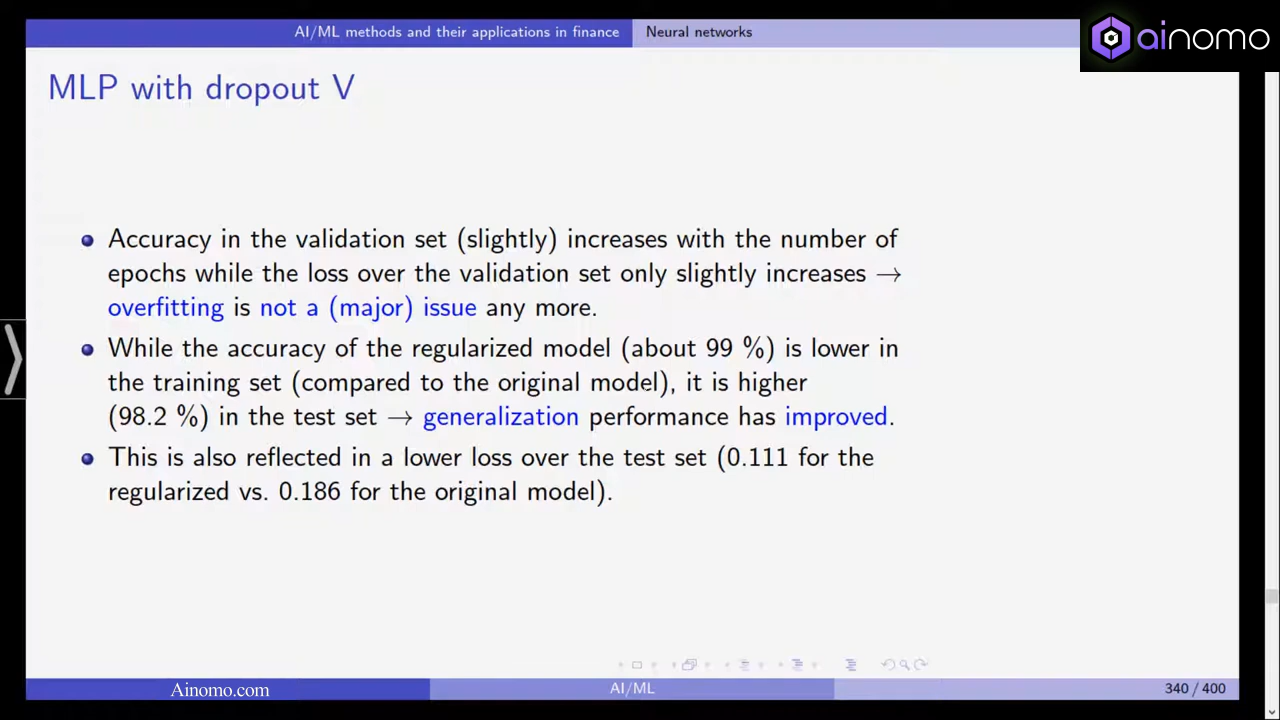 AI/ML methods and their applications in finance Neural networks
ainomo
MLP with dropout V
Accuracy in the validation set (slightly) increases with the number of
epochs while the loss over the validation set only slightly increases →
overfitting is not a (major) issue any more.
While the accuracy of the regularized model (about 99 %) is lower in
the training set (compared to the original model), it is higher
(98.2 %) in the test set → generalization performance has improved.
This is also reflected in a lower loss over the test set (0.111 for the
regularized vs. 0.186 for the original model).
Ainomo.com AI/ML 340 / 400